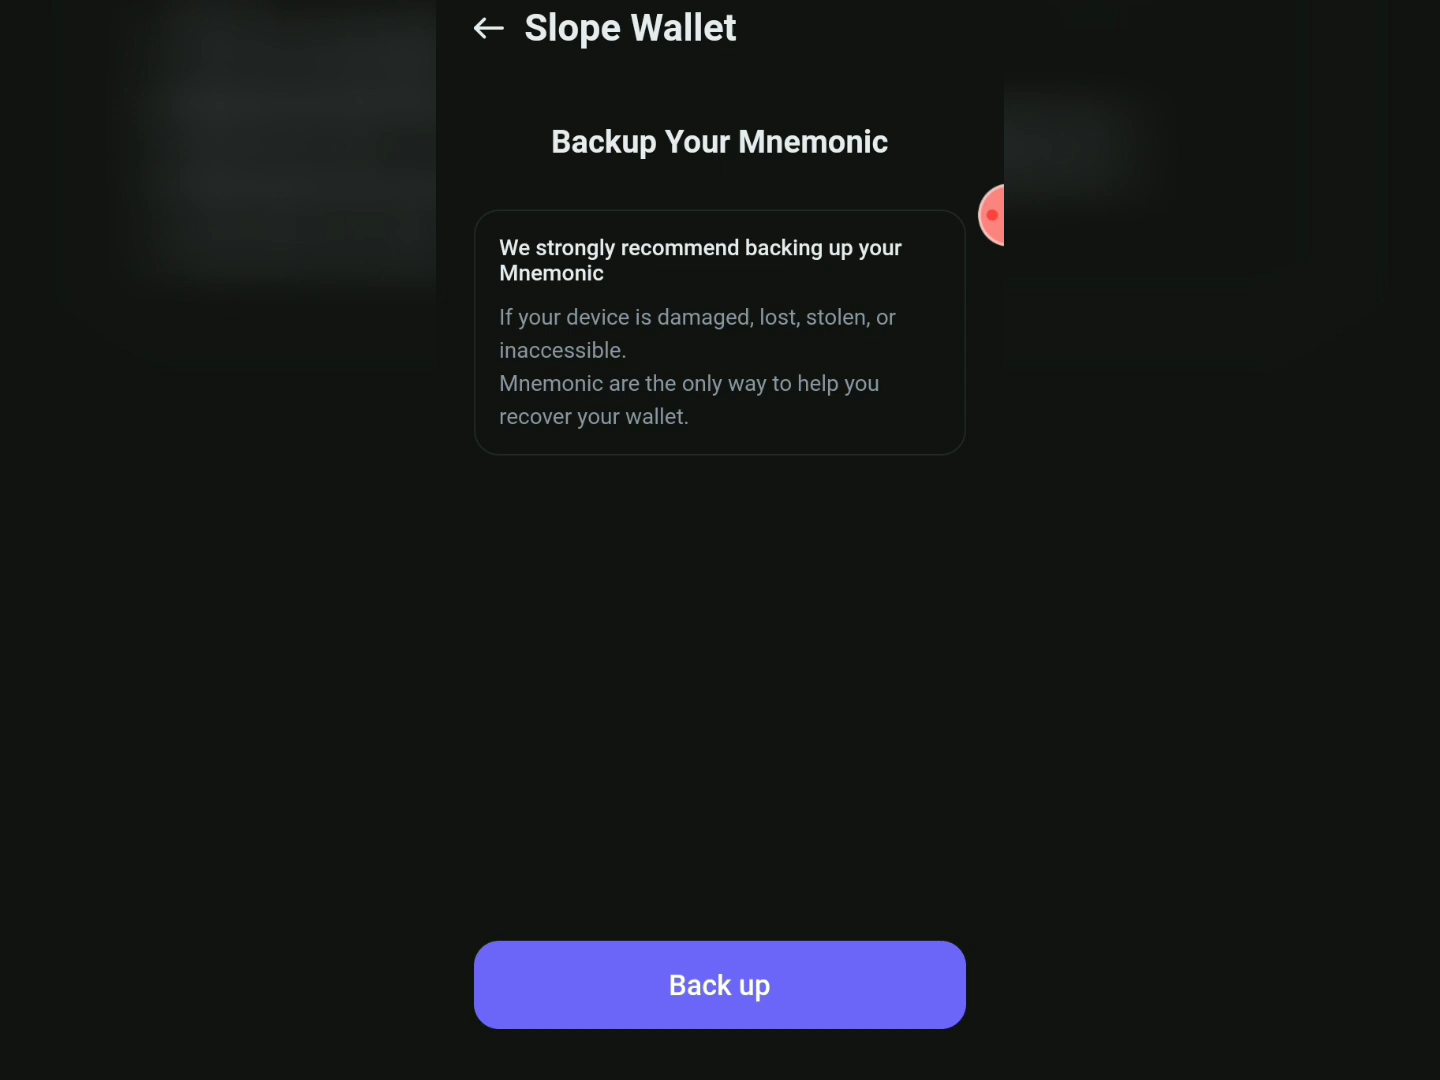 Slope Wallet
Backup Your Mnemonic
We strongly recommend backing up your
Mnemonic
If your device is damaged, lost, stolen, or
inaccessible.
Mnemonic are the only way to help you
recover your wallet.
Back up